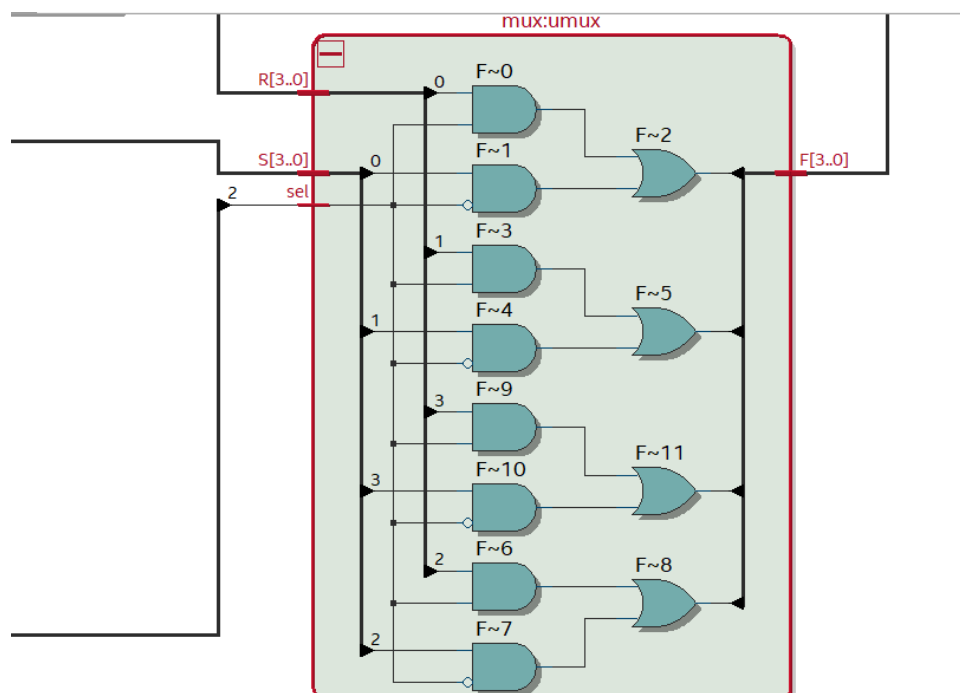 mux:umux
F~0
R[3..0]
0
F~2
F~1
S[3..0]
0
F[3..0]
sel
2
F~3
1
F~5
F~4
1
F~9
3
F~11
F~10
3
F~6
2
F~8
F~7
2